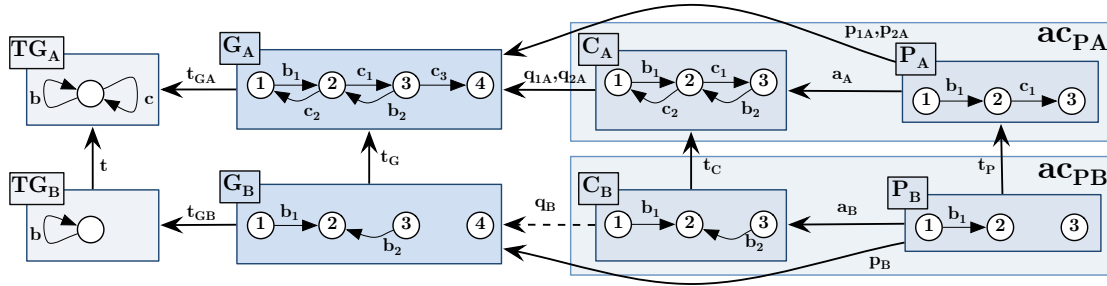 TG_A
b
c
t_GA
G_A
1 b_1 2 c_1 3 c_3 4
c_2 b_2
q_1A,q_2A
p_1A,p_2A
ac_PA
C_A
1 b_1 2 c_1 3
c_2 b_2
a_A
P_A
1 b_1 2 c_1 3
t
t_G
t_C
t_P
TG_B
b
t_GB
G_B
1 b_1 2 3 4
b_2
q_B
ac_PB
C_B
1 b_1 2 3
b_2
a_B
P_B
1 b_1 2 3
p_B